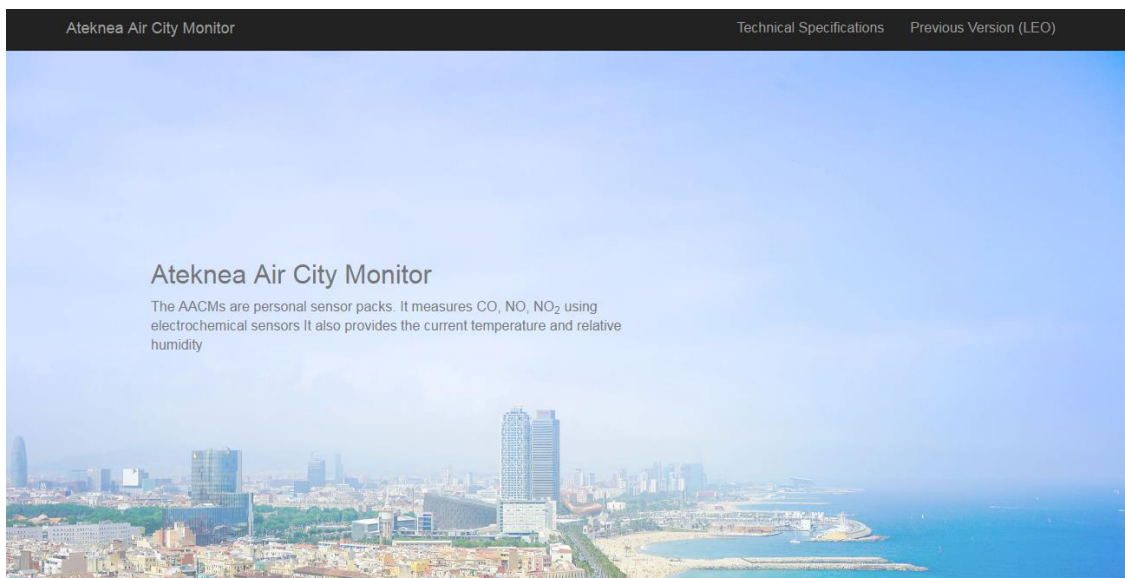 Ateknea Air City Monitor
Technical Specifications
Previous Version (LEO)
Ateknea Air City Monitor
The AACMs are personal sensor packs. It measures CO, NO, NO₂ using
electrochemical sensors It also provides the current temperature and relative
humidity